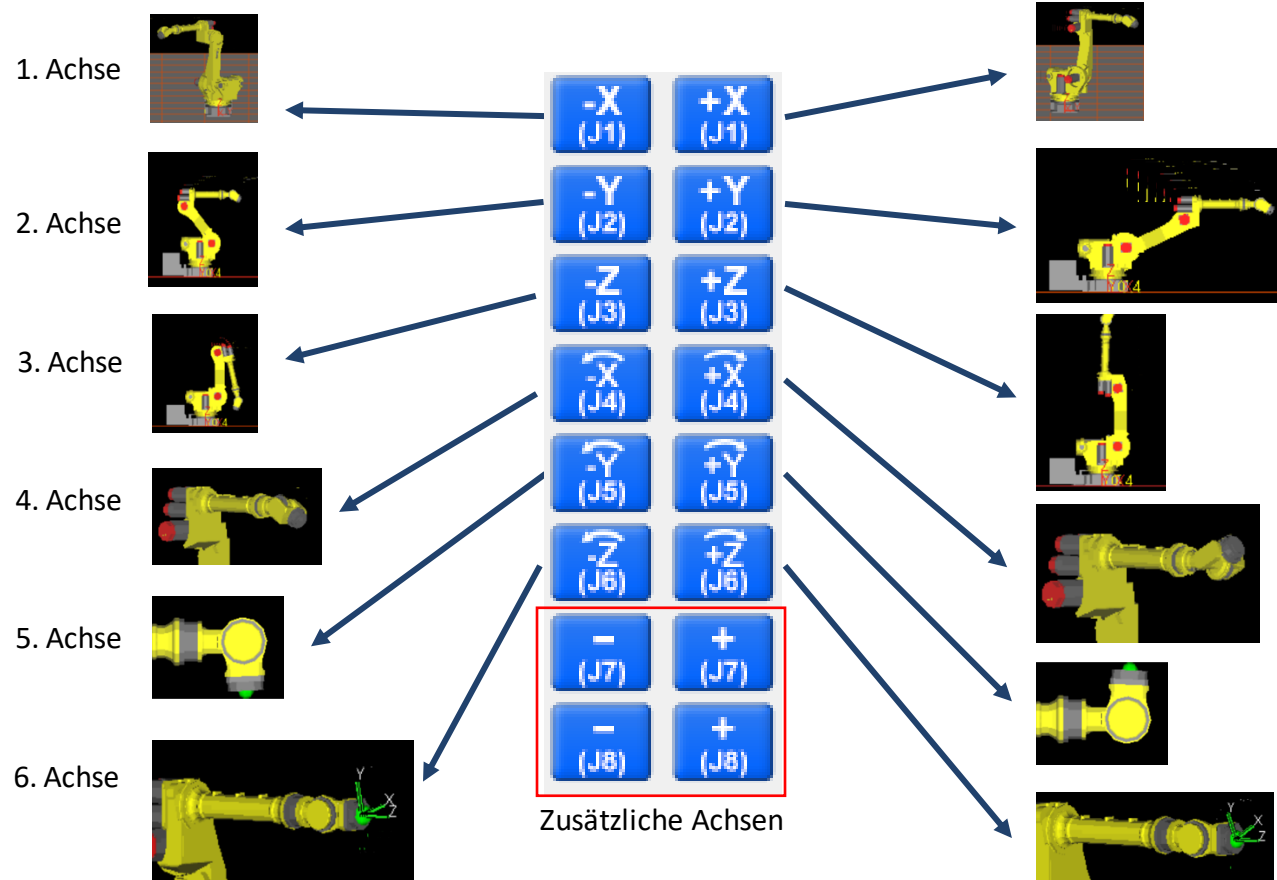 1. Achse
-X +X
(J1) (J1)
2. Achse
-Y +Y
(J2) (J2)
-Z +Z
(J3) (J3)
3. Achse
-X +X
(J4) (J4)
4. Achse
-Y +Y
(J5) (J5)
-Z +Z
(J6) (J6)
5. Achse
- +
(J7) (J7)
- +
(J8) (J8)
6. Achse
Y
X
Z
Y
X
Z
Zusätzliche Achsen